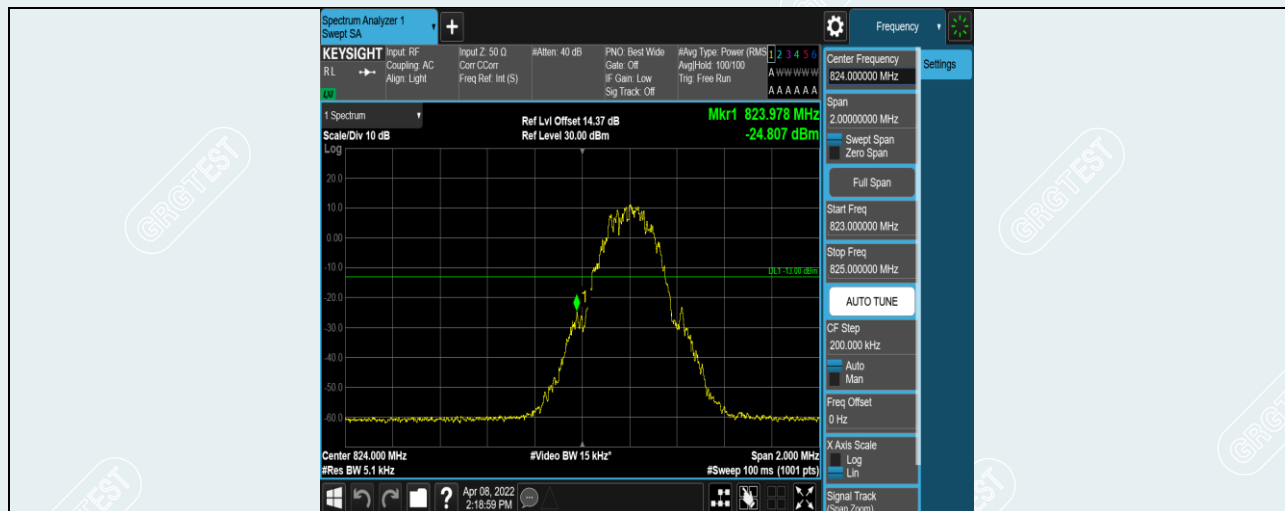 Spectrum Analyzer 1
Swept SA
Frequency
KEYSIGHT
RL
LXI
Input: RF
Coupling: AC
Align: Light
Input Z: 50 Ω
Corr CCorr
Freq Ref: Int (S)
#Atten: 40 dB
PNO: Best Wide
Gate: Off
IF Gain: Low
Sig Track: Off
#Avg Type: Power (RMS
Avg|Hold: 100/100
Trig: Free Run
1 2 3 4 5 6
A W W W W W
A A A A A A
1 Spectrum
Scale/Div 10 dB
Ref Lvl Offset 14.37 dB
Ref Level 30.00 dBm
Mkr1 823.978 MHz
-24.807 dBm
Log
20.0
10.0
0.00
-10.0
-20.0
-30.0
-40.0
-50.0
-60.0
DL1 -13.00 dBm
1
Center 824.000 MHz
#Res BW 5.1 kHz
#Video BW 15 kHz*
Span 2.000 MHz
#Sweep 100 ms (1001 pts)
?
Apr 08, 2022
2:18:59 PM
Center Frequency
824.000000 MHz
Settings
Span
2.00000000 MHz
Swept Span
Zero Span
Full Span
Start Freq
823.000000 MHz
Stop Freq
825.000000 MHz
AUTO TUNE
CF Step
200.000 kHz
Auto
Man
Freq Offset
0 Hz
X Axis Scale
Log
Lin
Signal Track
(Span Zoom)
GRGTEST
GRGTEST